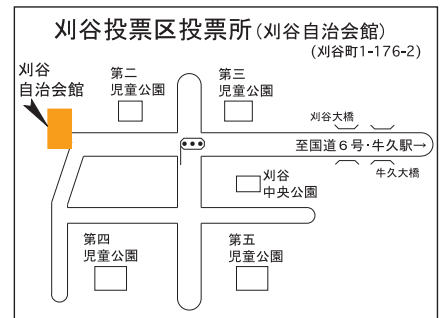 刈谷投票区投票所(刈谷自治会館)
(刈谷町1-176-2)
刈谷
自治会館
第二
児童公園
第三
児童公園
刈谷大橋
至国道6号・牛久駅→
牛久大橋
刈谷
中央公園
第四
児童公園
第五
児童公園